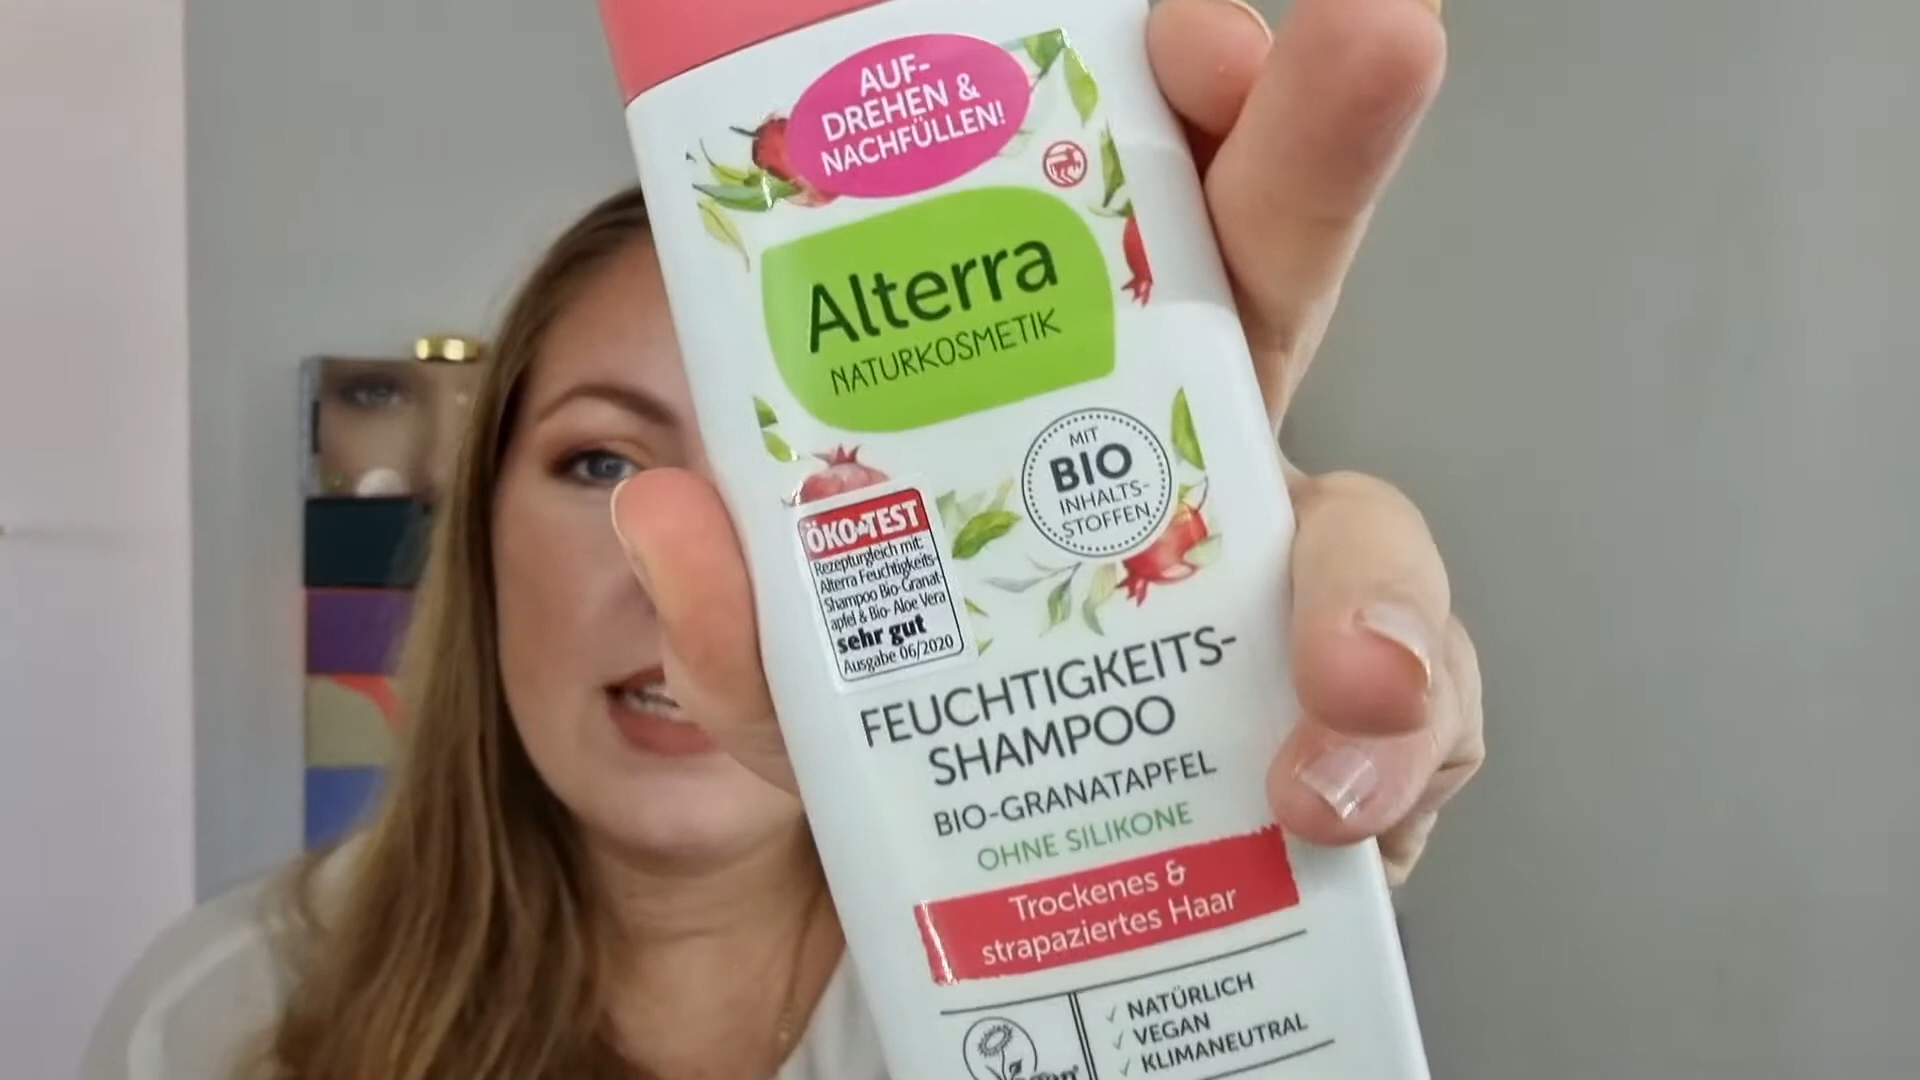 AUF-
DREHEN &
NACHFÜLLEN!
Alterra
NATURKOSMETIK
MIT
BIO
INHALTS-
STOFFEN
ÖKO-TEST
Rezepturgleich mit:
Alterra Feuchtigkeits-
Shampoo Bio-Granat-
apfel & Bio- Aloe Vera
sehr gut
Ausgabe 06/2020
FEUCHTIGKEITS-
SHAMPOO
BIO-GRANATAPFEL
OHNE SILIKONE
Trockenes &
strapaziertes Haar
✓ NATÜRLICH
✓ VEGAN
✓ KLIMANEUTRAL